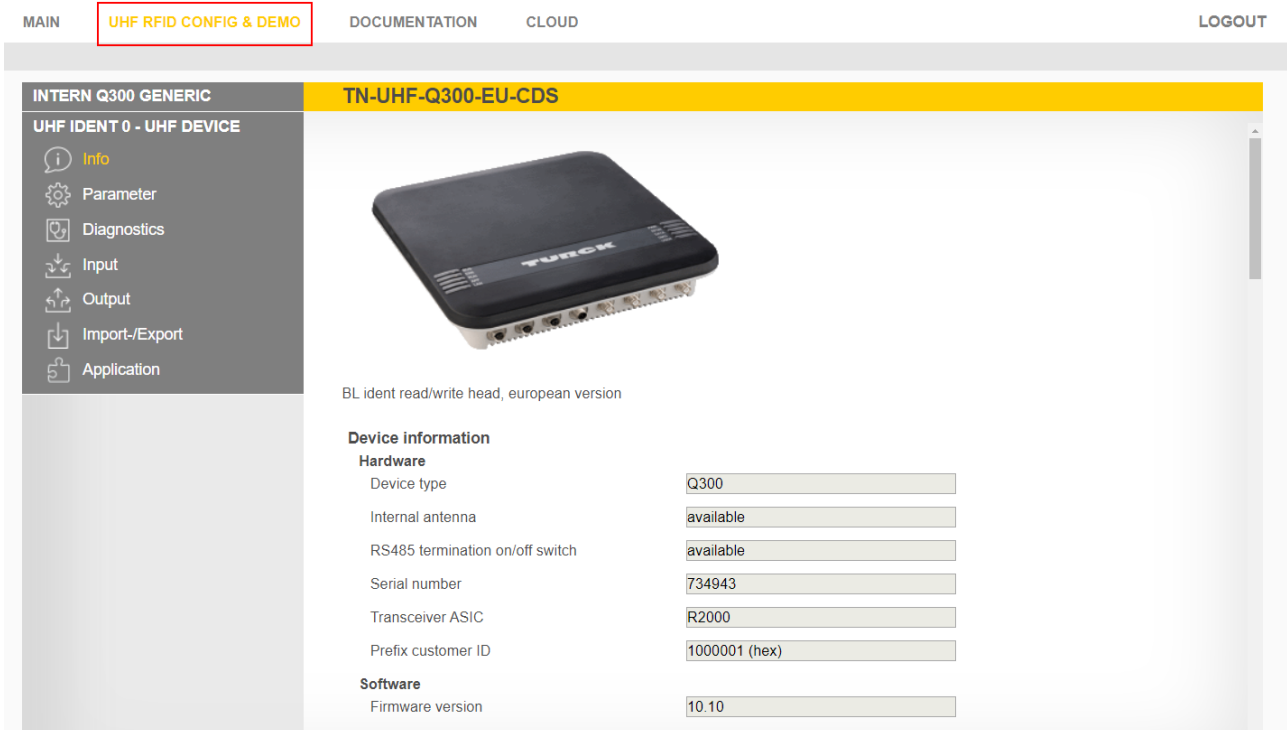 MAIN UHF RFID CONFIG & DEMO DOCUMENTATION CLOUD LOGOUT
INTERN Q300 GENERIC
UHF IDENT 0 - UHF DEVICE
Info
Parameter
Diagnostics
Input
Output
Import-/Export
Application
TN-UHF-Q300-EU-CDS
TURCK
BL ident read/write head, european version
Device information
Hardware
Device type Q300
Internal antenna available
RS485 termination on/off switch available
Serial number 734943
Transceiver ASIC R2000
Prefix customer ID 1000001 (hex)
Software
Firmware version 10.10